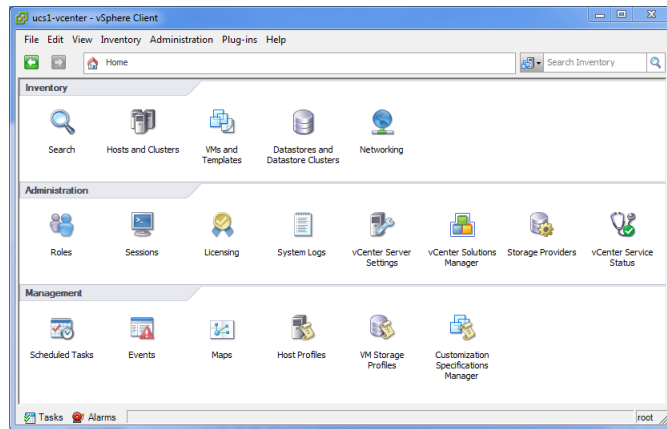 ucs1-vcenter - vSphere Client
File Edit View Inventory Administration Plug-ins Help
Home
Search Inventory
Inventory
Search
Hosts and Clusters
VMs and
Templates
Datastores and
Datastore Clusters
Networking
Administration
Roles
Sessions
Licensing
System Logs
vCenter Server
Settings
vCenter Solutions
Manager
Storage Providers
vCenter Service
Status
Management
Scheduled Tasks
Events
Maps
Host Profiles
VM Storage
Profiles
Customization
Specifications
Manager
Tasks
Alarms
root